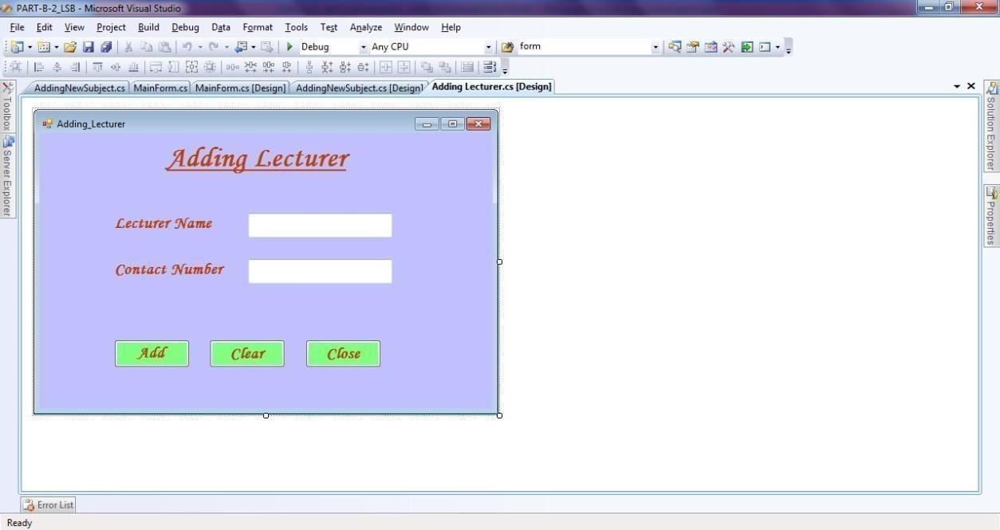 PART-B-2_LSB - Microsoft Visual Studio
File Edit View Project Build Debug Data Format Tools Test Analyze Window Help
Debug Any CPU form
AddingNewSubject.cs MainForm.cs MainForm.cs [Design] AddingNewSubject.cs [Design] Adding Lecturer.cs [Design]
Toolbox
Server Explorer
Solution Explorer
Properties
Adding_Lecturer
Adding Lecturer
Lecturer Name
Contact Number
Add Clear Close
Error List
Ready